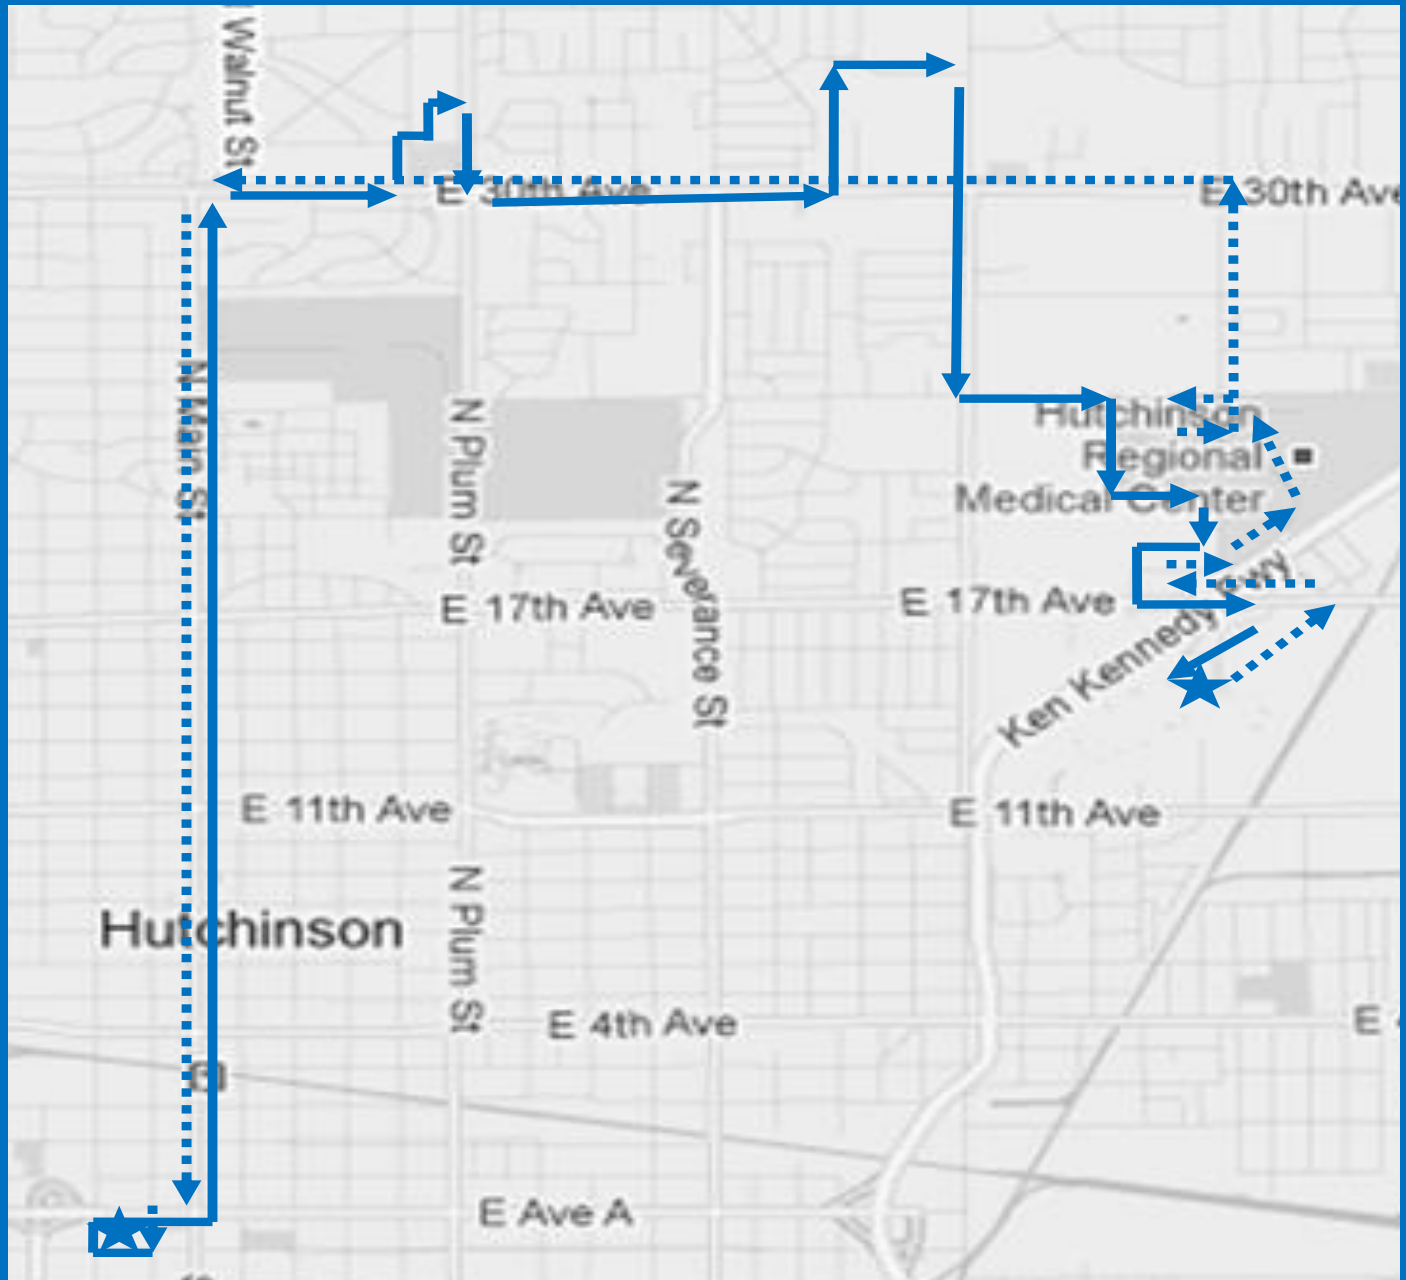 Walnut St
E 30th Ave
E 30th Ave
N Main St
N Plum St
Hutchinson
Regional
Medical Center
N Severance St
E 17th Ave
E 17th Ave
Ken Kennedy Fwy
E 11th Ave
E 11th Ave
N Plum St
Hutchinson
E 4th Ave
E
E Ave A